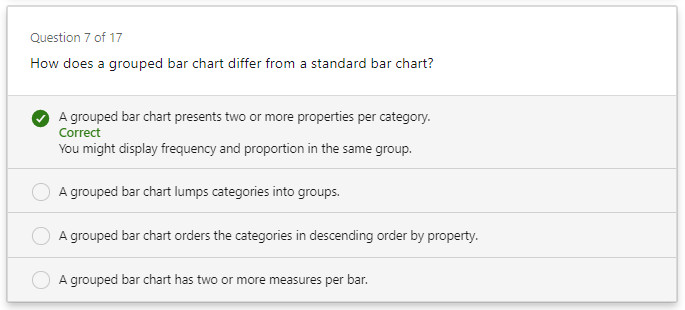 Question 7 of 17
How does a grouped bar chart differ from a standard bar chart?
A grouped bar chart presents two or more properties per category.
Correct
You might display frequency and proportion in the same group.
A grouped bar chart lumps categories into groups.
A grouped bar chart orders the categories in descending order by property.
A grouped bar chart has two or more measures per bar.